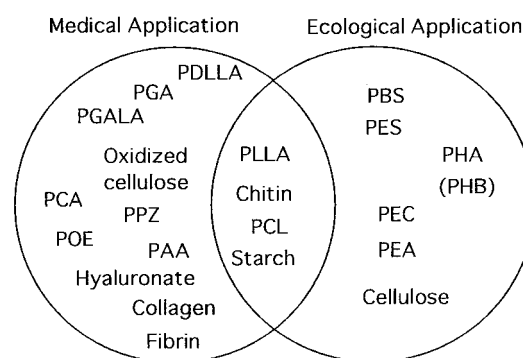 Medical Application
Ecological Application
PDLLA
PGA
PGALA
Oxidized
cellulose
PCA
PPZ
POE
PAA
Hyaluronate
Collagen
Fibrin
PLLA
Chitin
PCL
Starch
PBS
PES
PHA
(PHB)
PEC
PEA
Cellulose